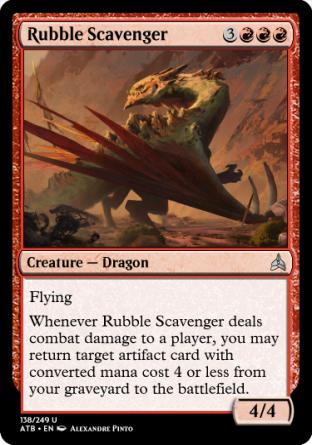 Rubble Scavenger 3
Creature — Dragon
Flying
Whenever Rubble Scavenger deals
combat damage to a player, you may
return target artifact card with
converted mana cost 4 or less from
your graveyard to the battlefield.
4/4
138/249 U
ATB • EN Alexandre Pinto